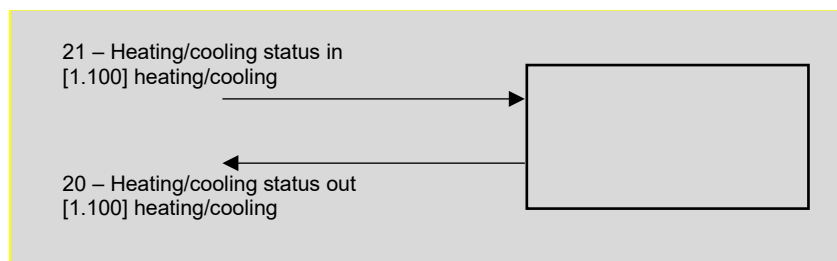 21 – Heating/cooling status in
[1.100] heating/cooling
20 – Heating/cooling status out
[1.100] heating/cooling